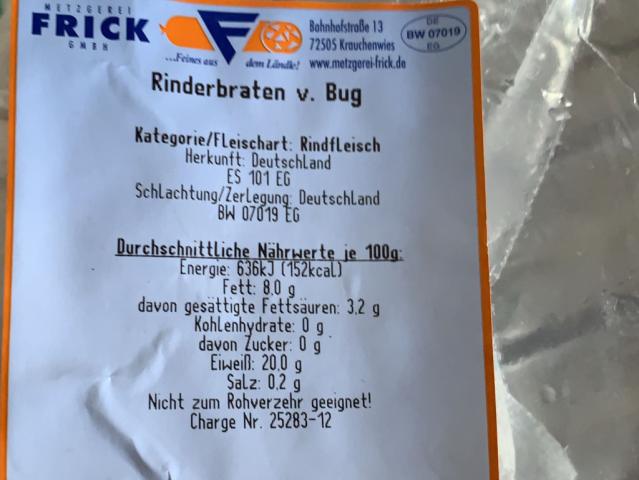 METZGEREI
FRICK
GMBH
...Feines aus dem Ländle!
Bahnhofstraße 13
72505 Krauchenwies
www.metzgerei-frick.de
DE
BW 07019
EG
Rinderbraten v. Bug
Kategorie/Fleischart: Rindfleisch
Herkunft: Deutschland
ES 101 EG
Schlachtung/Zerlegung: Deutschland
BW 07019 EG
Durchschnittliche Nährwerte je 100g:
Energie: 636kJ (152kcal)
Fett: 8,0 g
davon gesättigte Fettsäuren: 3,2 g
Kohlenhydrate: 0 g
davon Zucker: 0 g
Eiweiß: 20,0 g
Salz: 0,2 g
Nicht zum Rohverzehr geeignet!
Charge Nr. 25283-12